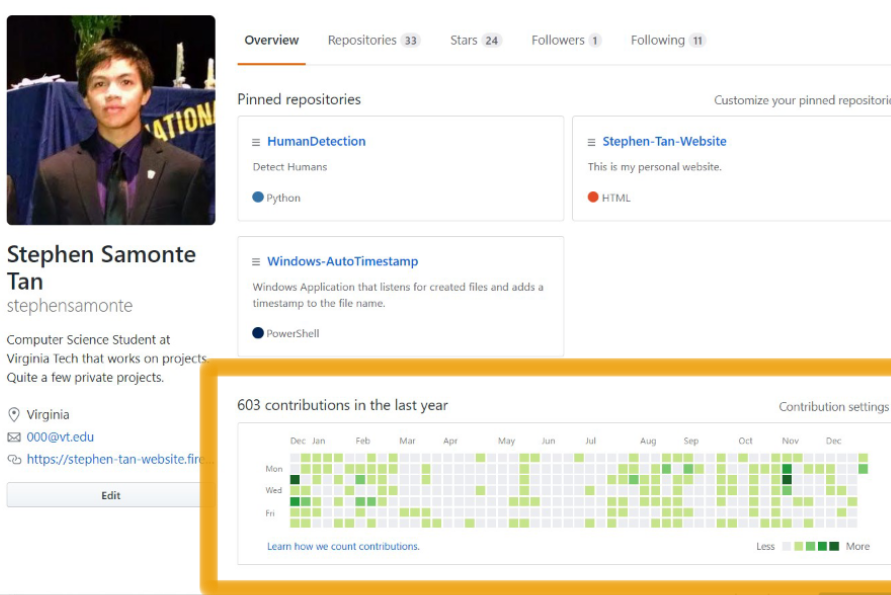 Overview Repositories 33 Stars 24 Followers 1 Following 11
Pinned repositories
Customize your pinned
HumanDetection
Detect Humans
Python
Stephen-Tan-Website
This is my personal website.
HTML
Windows-AutoTimestamp
Windows Application that listens for created files and adds a
timestamp to the file name.
PowerShell
Stephen Samonte
Tan
stephensamonte
Computer Science Student at
Virginia Tech that works on projects.
Quite a few private projects.
Virginia
000@vt.edu
https://stephen-tan-website.fire...
Edit
603 contributions in the last year
Contribution settings
Dec Jan Feb Mar Apr May Jun Jul Aug Sep Oct Nov Dec
Mon
Wed
Fri
Learn how we count contributions.
Less More